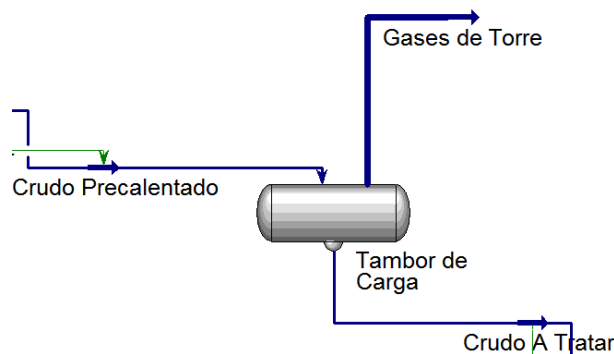 Gases de Torre
Crudo Precalentado
Tambor de
Carga
Crudo A Tratar